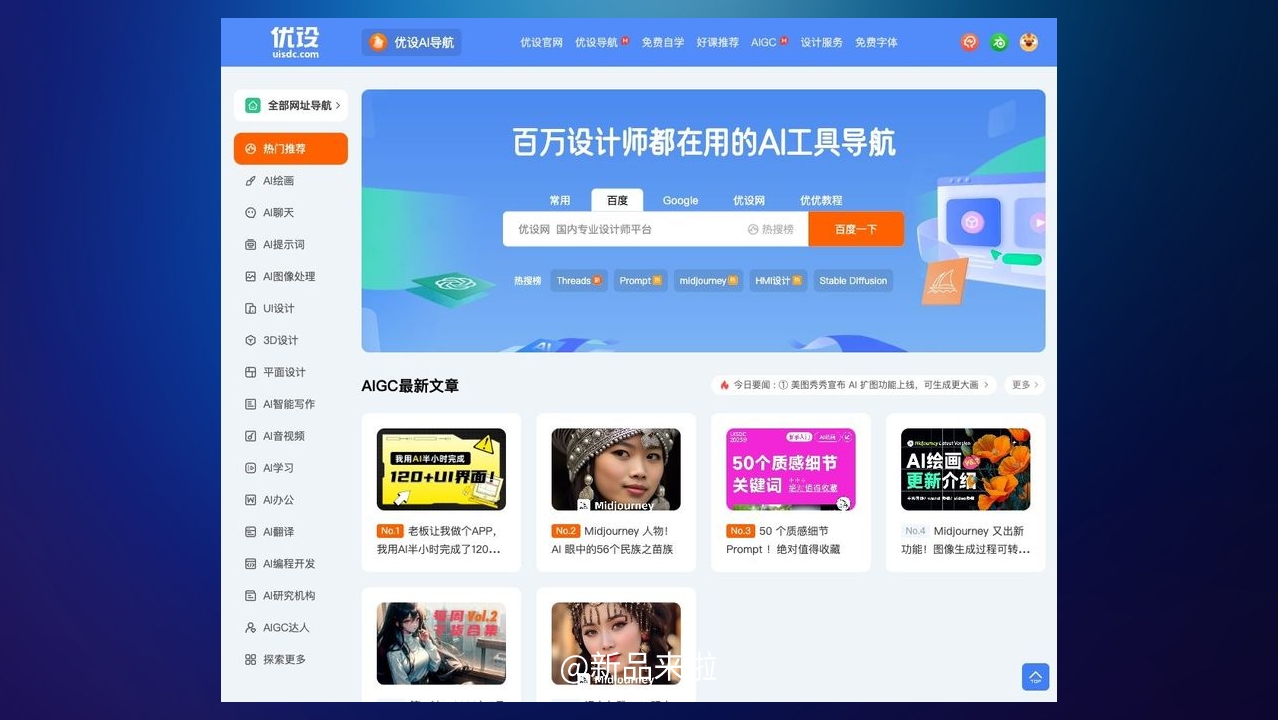 优设
uisdc.com
优设AI导航
优设官网 优设导航 H 免费自学 好课推荐 AIGC H 设计服务 免费字体
全部网址导航
热门推荐
AI绘画
AI聊天
AI提示词
AI图像处理
UI设计
3D设计
平面设计
AI智能写作
AI音视频
AI学习
AI办公
AI翻译
AI编程开发
AI研究机构
AIGC达人
探索更多
百万设计师都在用的AI工具导航
常用 百度 Google 优设网 优优教程
优设网 国内专业设计师平台 热搜榜 百度一下
热搜榜 Threads Prompt midjourney HMI设计 Stable Diffusion
AI
AIGC最新文章
今日要闻：① 美图秀秀宣布 AI 扩图功能上线，可生成更大画
更多
我用AI半小时完成
120+UI界面!
No.1 老板让我做个APP，
我用AI半小时完成了120...
Midjourney
No.2 Midjourney 人物！
AI 眼中的56个民族之苗族
50个质感细节
关键词 绝对值得收藏
No.3 50 个质感细节
Prompt ！绝对值得收藏
Midjourney Latest Version
AI绘画
更新介绍
No.4 Midjourney 又出新
功能！图像生成过程可转...
每周 Vol.2
干货合集
Midjourney
@新品来啦
TOP